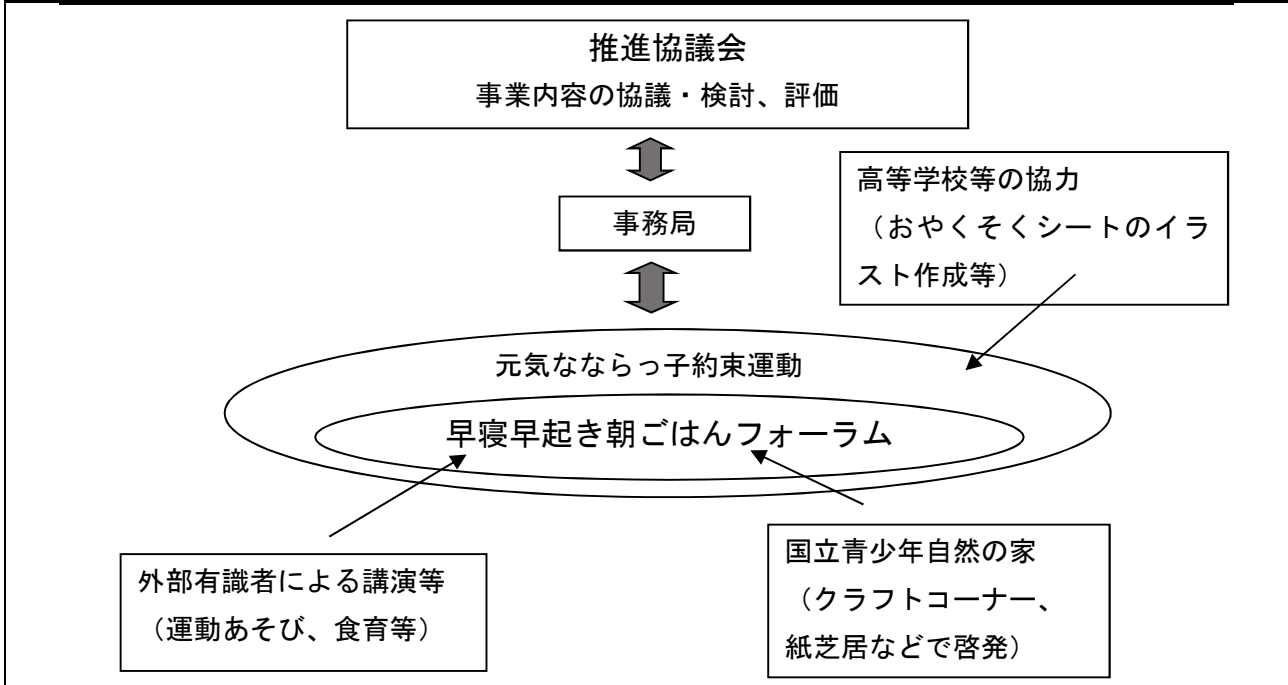 推進協議会
事業内容の協議・検討、評価
事務局
高等学校等の協力
（おやくそくシートのイラ
スト作成等）
元気なならっ子約束運動
早寝早起き朝ごはんフォーラム
外部有識者による講演等
（運動あそび、食育等）
国立青少年自然の家
（クラフトコーナー、
紙芝居などで啓発）